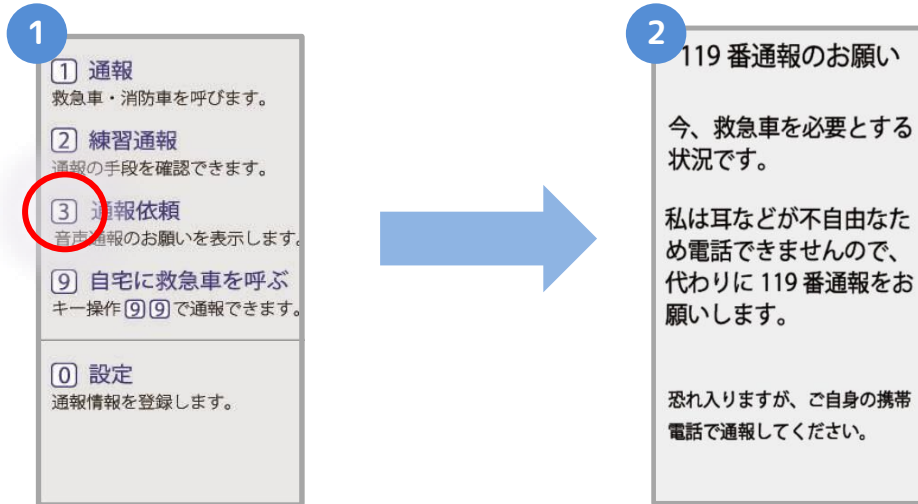 1
1 通報
救急車・消防車を呼びます。
2 練習通報
通報の手段を確認できます。
3 通報依頼
音声通報のお願いを表示します。
9 自宅に救急車を呼ぶ
キー操作99で通報できます。
0 設定
通報情報を登録します。
2
119番通報のお願い
今、救急車を必要とする
状況です。
私は耳などが不自由なた
め電話できませんので、
代わりに119番通報をお
願いします。
恐れ入りますが、ご自身の携帯
電話で通報してください。